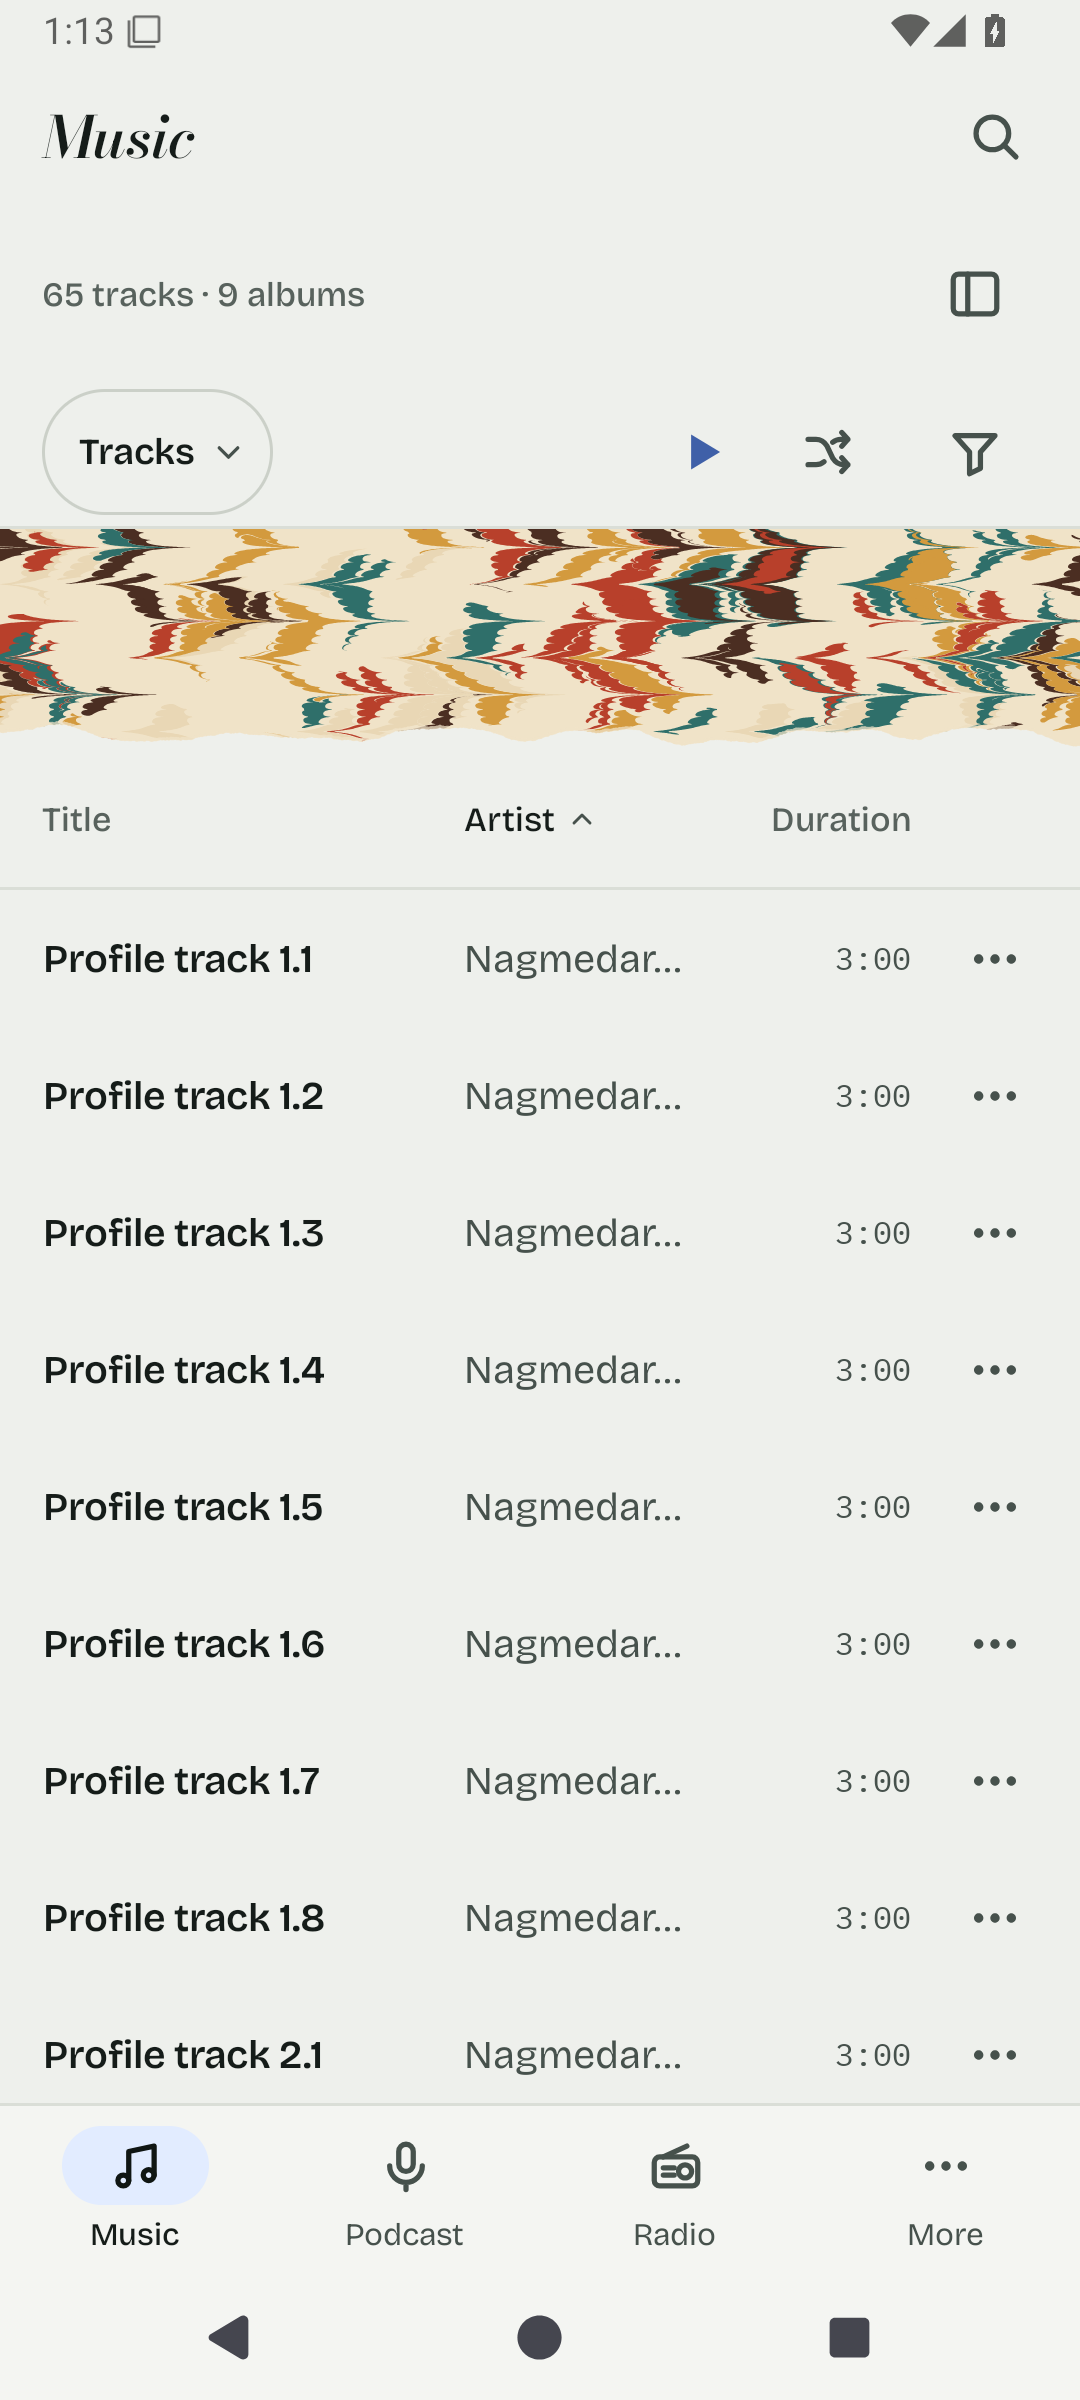 1:13
Music
65 tracks · 9 albums
Tracks
Title Artist Duration
Profile track 1.1 Nagmedar... 3:00
Profile track 1.2 Nagmedar... 3:00
Profile track 1.3 Nagmedar... 3:00
Profile track 1.4 Nagmedar... 3:00
Profile track 1.5 Nagmedar... 3:00
Profile track 1.6 Nagmedar... 3:00
Profile track 1.7 Nagmedar... 3:00
Profile track 1.8 Nagmedar... 3:00
Profile track 2.1 Nagmedar... 3:00
Music Podcast Radio More